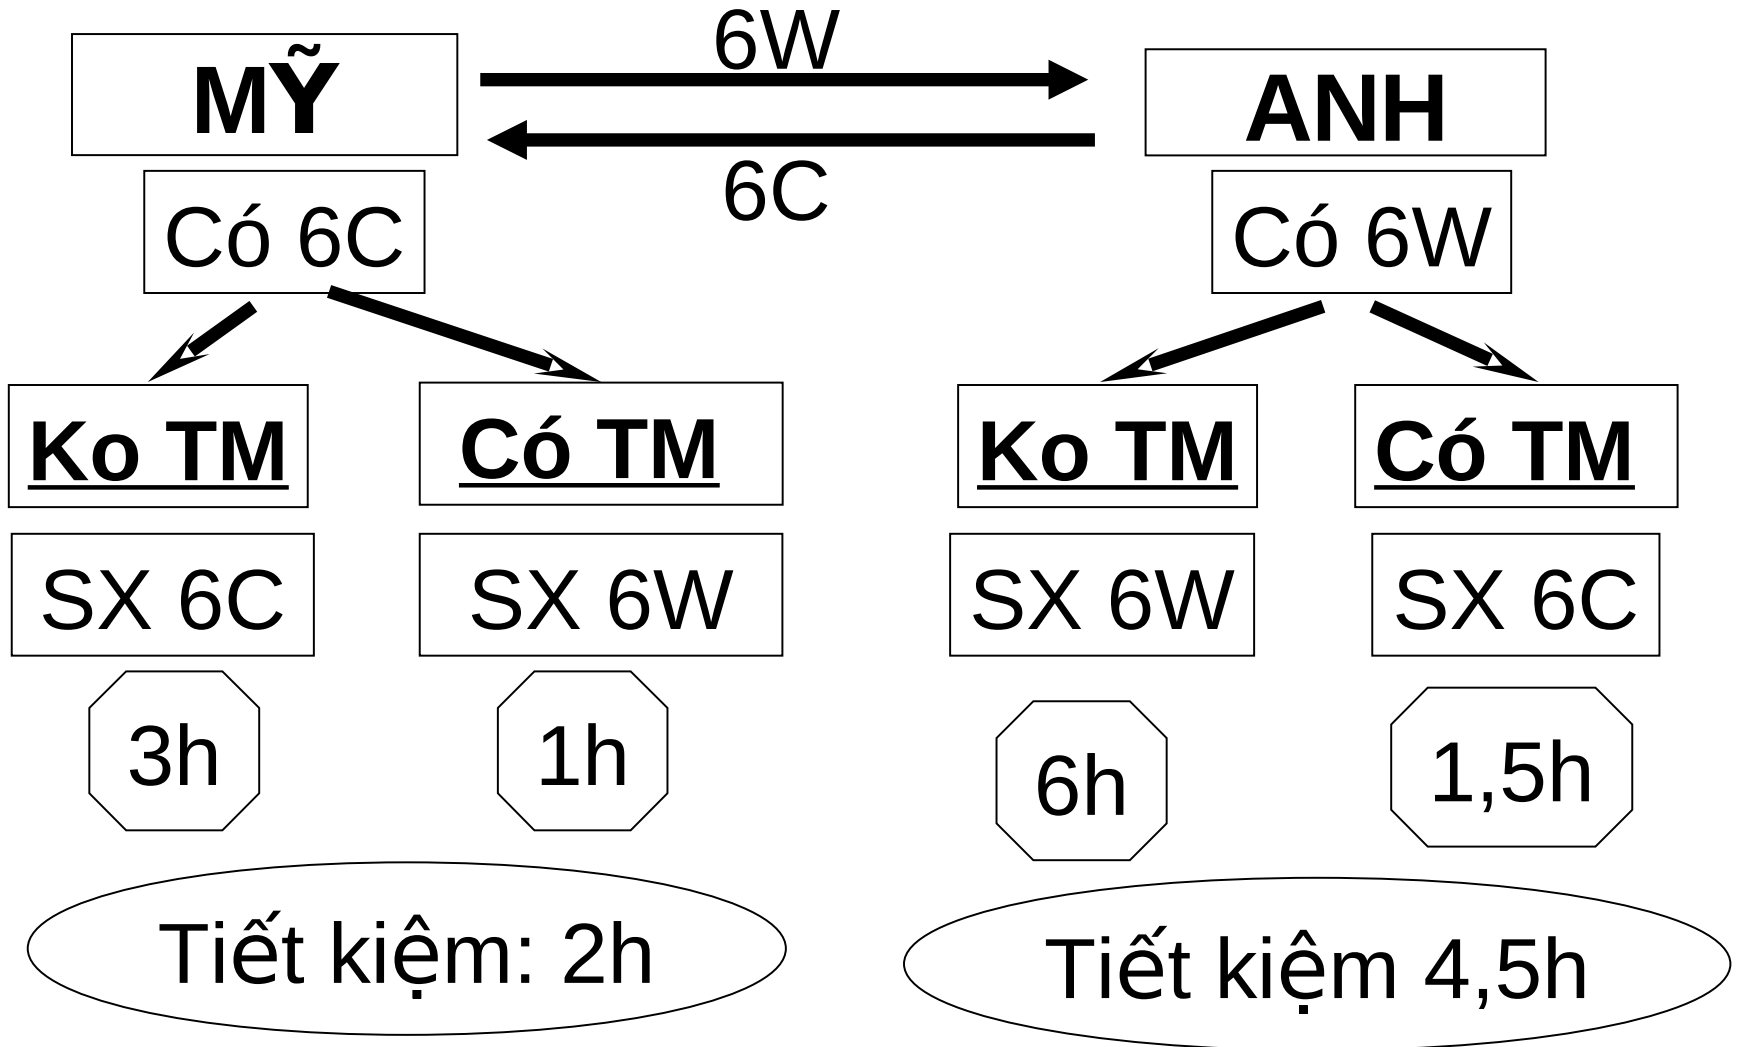 6W
MỸ
ANH
6C
Có 6C
Có 6W
Ko TM
Có TM
Ko TM
Có TM
SX 6C
SX 6W
SX 6W
SX 6C
3h
1h
6h
1,5h
Tiết kiệm: 2h
Tiết kiệm 4,5h